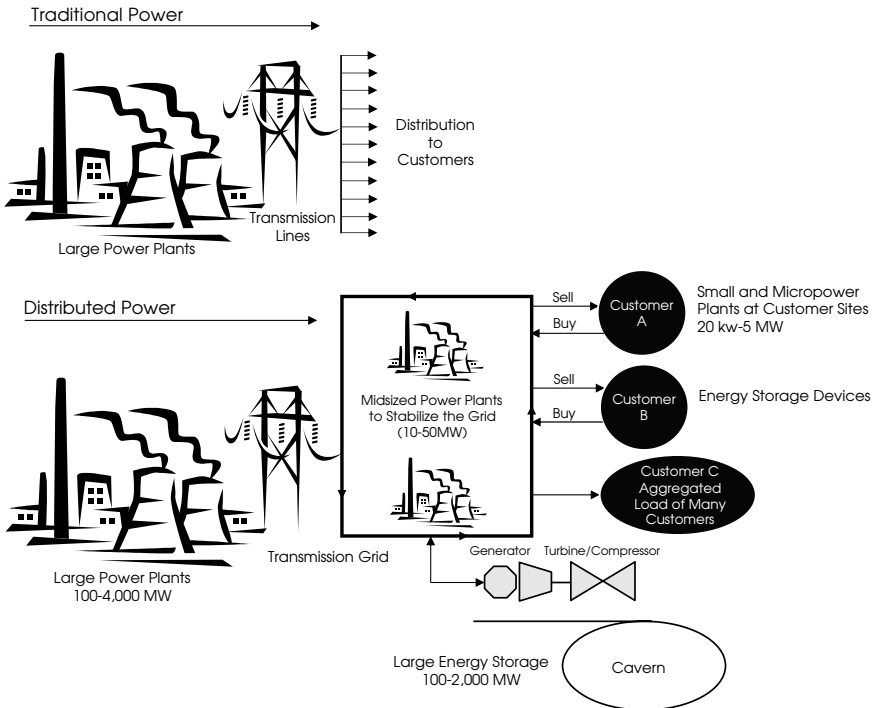 Traditional Power
Distribution
to
Customers
Transmission
Lines
Large Power Plants
Distributed Power
Sell
Buy
Customer
A
Small and Micropower
Plants at Customer Sites
20 kw-5 MW
Midsized Power Plants
to Stabilize the Grid
(10-50MW)
Sell
Buy
Customer
B
Energy Storage Devices
Customer C
Aggregated
Load of Many
Customers
Transmission Grid
Generator
Turbine/Compressor
Large Power Plants
100-4,000 MW
Large Energy Storage
100-2,000 MW
Cavern